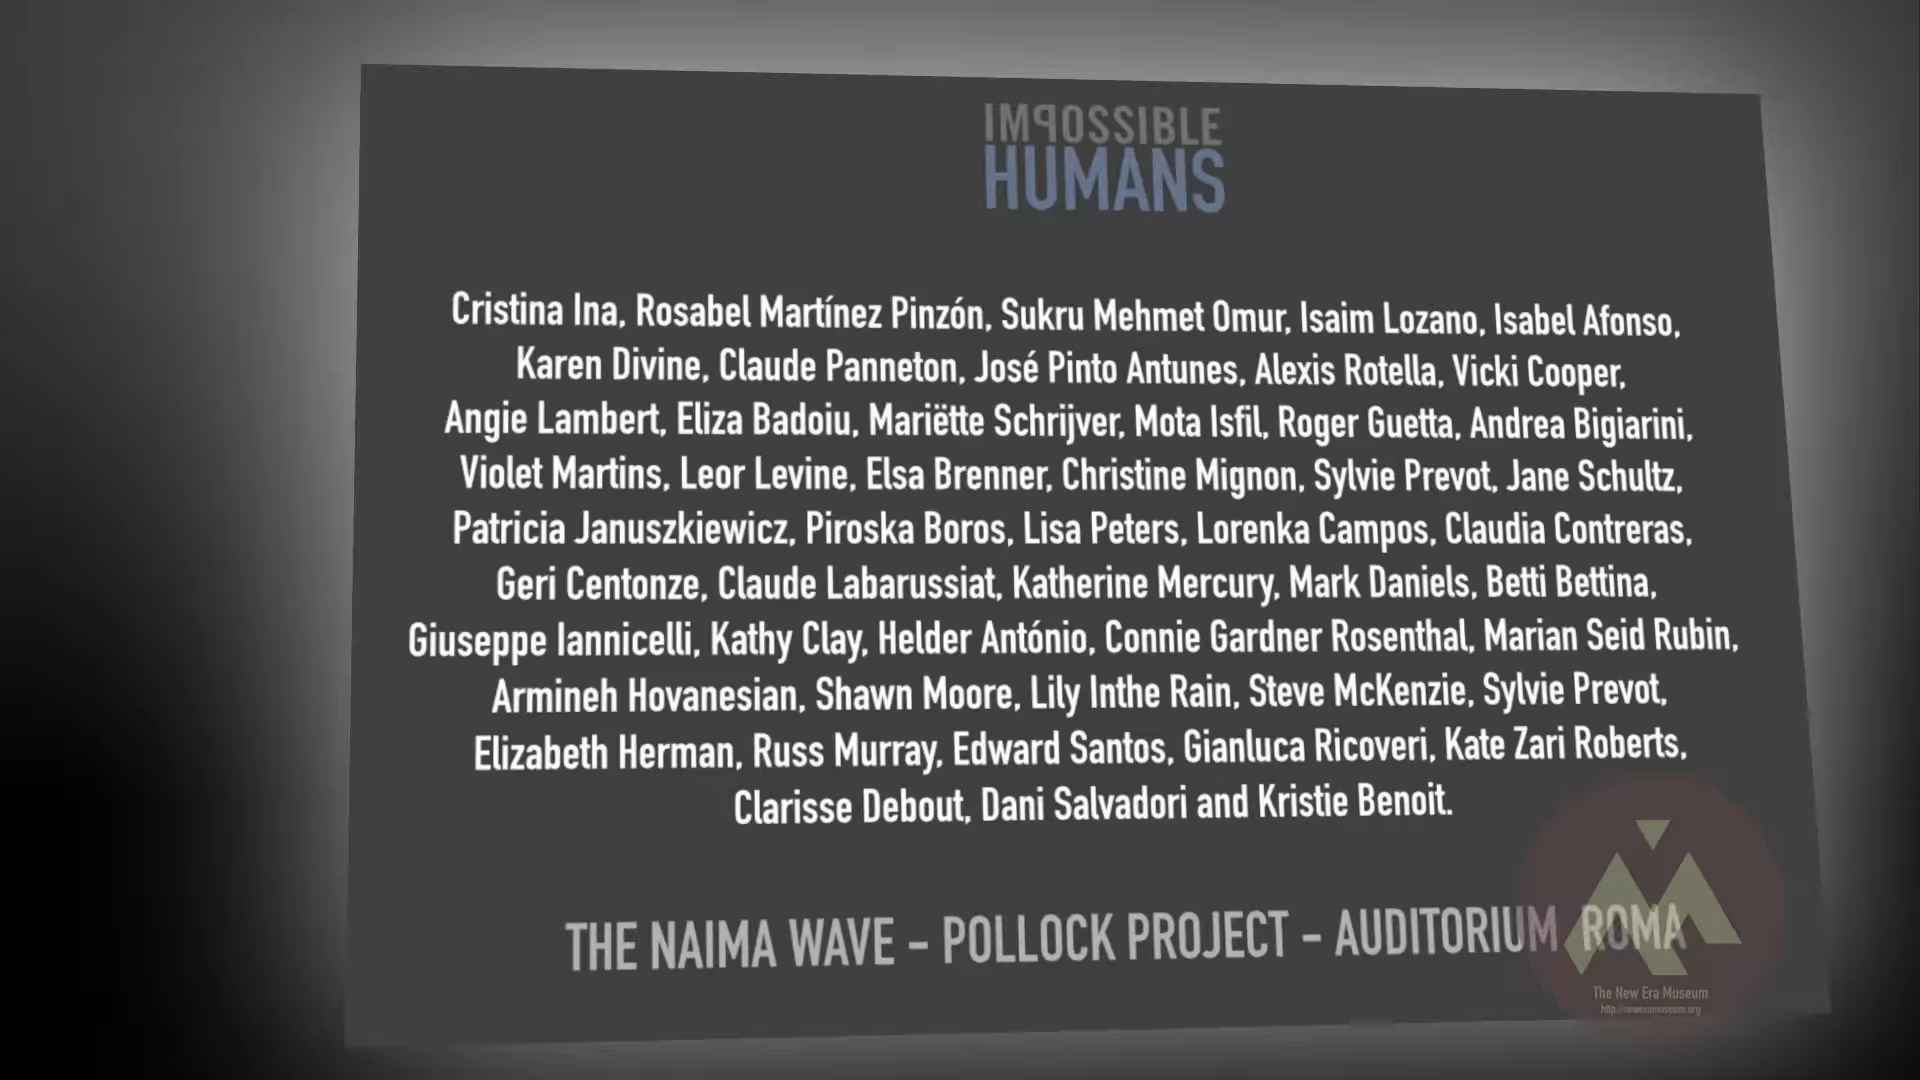 IMPOSSIBLE
HUMANS
Cristina Ina, Rosabel Martínez Pinzón, Sukru Mehmet Omur, Isaim Lozano, Isabel Afonso,
Karen Divine, Claude Panneton, José Pinto Antunes, Alexis Rotella, Vicki Cooper,
Angie Lambert, Eliza Badoiu, Mariëtte Schrijver, Mota Isfil, Roger Guetta, Andrea Bigiarini,
Violet Martins, Leor Levine, Elsa Brenner, Christine Mignon, Sylvie Prevot, Jane Schultz,
Patricia Januszkiewicz, Piroska Boros, Lisa Peters, Lorenka Campos, Claudia Contreras,
Geri Centonze, Claude Labarussiat, Katherine Mercury, Mark Daniels, Betti Bettina,
Giuseppe Iannicelli, Kathy Clay, Helder António, Connie Gardner Rosenthal, Marian Seid Rubin,
Armineh Hovanesian, Shawn Moore, Lily Inthe Rain, Steve McKenzie, Sylvie Prevot,
Elizabeth Herman, Russ Murray, Edward Santos, Gianluca Ricoveri, Kate Zari Roberts,
Clarisse Debout, Dani Salvadori and Kristie Benoit.
THE NAIMA WAVE – POLLOCK PROJECT – AUDITORIUM ROMA
The New Era Museum
http://neweramuseum.org